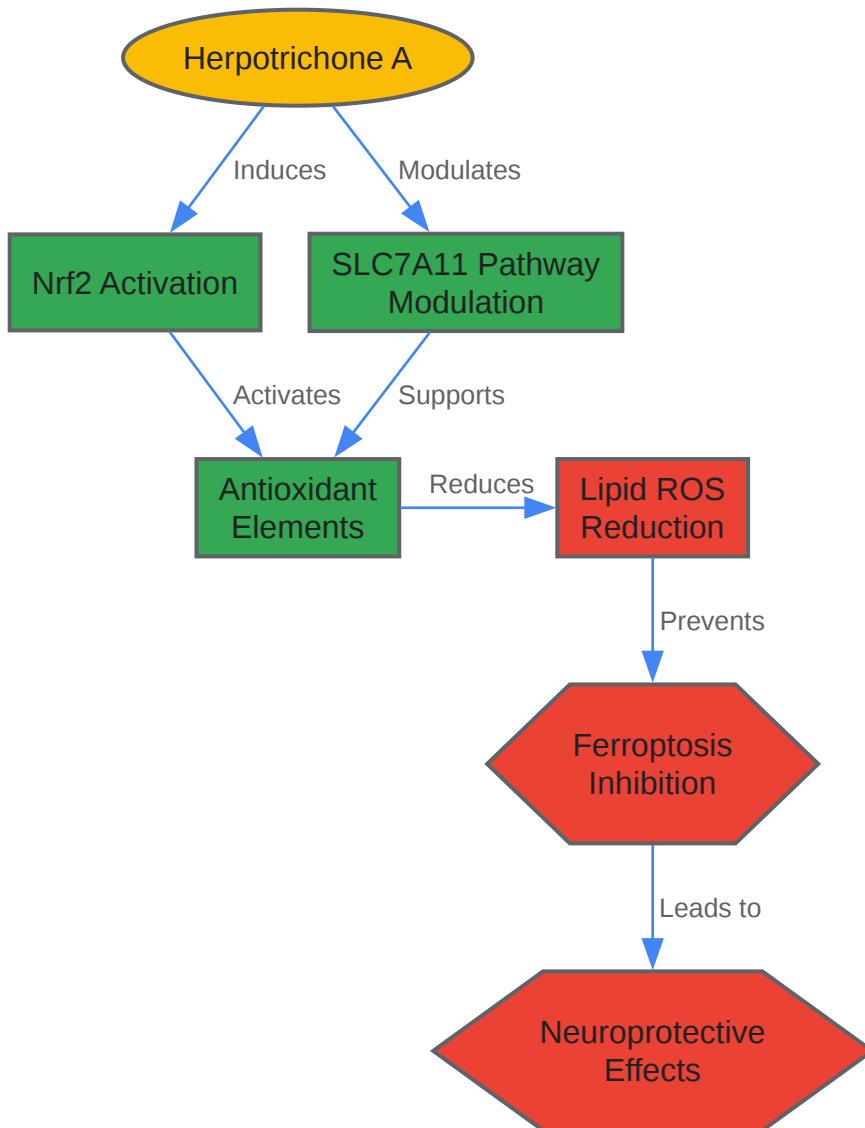 Herpotrichone A
Induces
Modulates
Nrf2 Activation
SLC7A11 Pathway
Modulation
Activates
Supports
Antioxidant
Elements
Reduces
Lipid ROS
Reduction
Prevents
Ferroptosis
Inhibition
Leads to
Neuroprotective
Effects